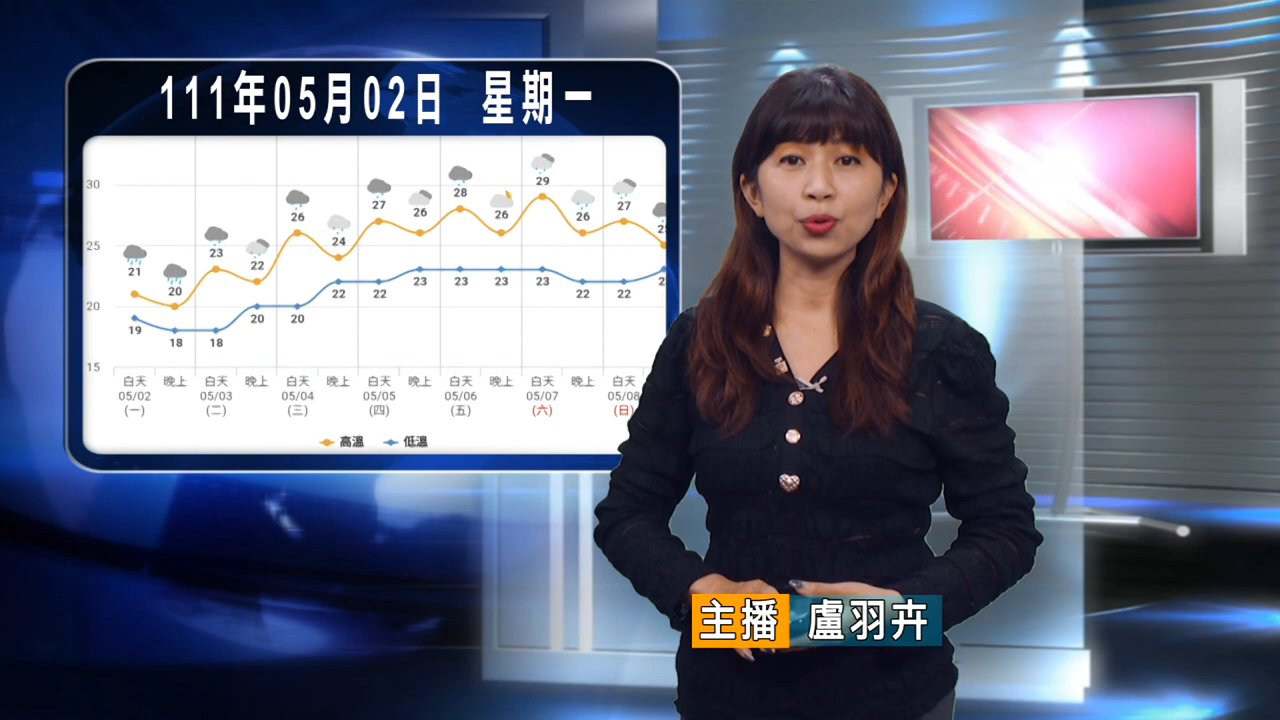 111年05月02日 星期一
30
25
20
15
21 20 23 22 26 24 27 26 28 26 29 26 27
19 18 18 20 20 22 22 23 23 23 23 22 22
白天 晚上 白天 晚上 白天 晚上 白天 晚上 白天 晚上 白天 晚上 白天
05/02 05/03 05/04 05/05 05/06 05/07 05/08
(一) (二) (三) (四) (五) (六) (日)
高溫 低溫
主播 盧羽卉